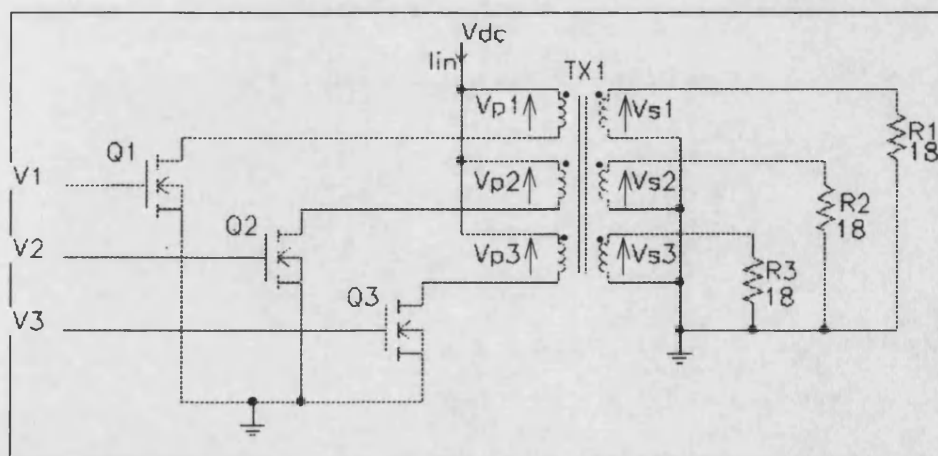 Vdc
Iin
TX1
Vp1
Vs1
R1
18
Q1
V1
Vp2
Vs2
R2
18
Q2
V2
Vp3
Vs3
R3
18
Q3
V3